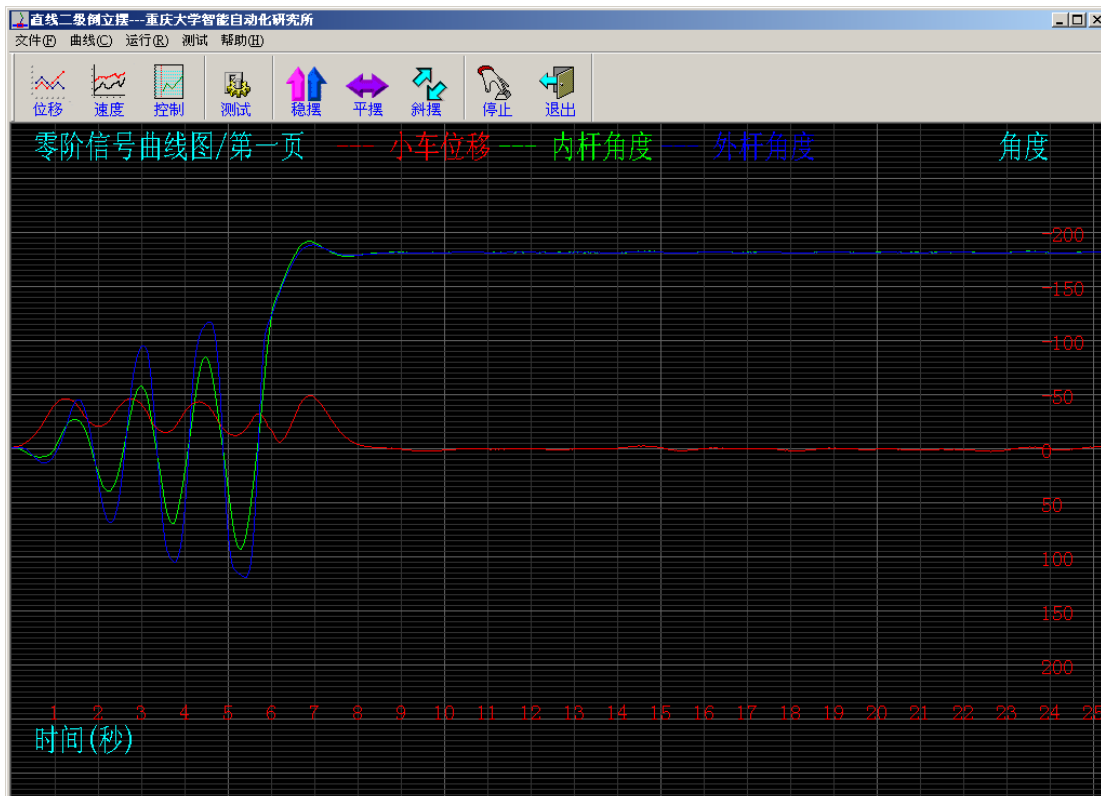 直线二级倒立摆---重庆大学智能自动化研究所
文件(F) 曲线(C) 运行(R) 测试 帮助(H)
位移 速度 控制 测试 稳摆 平摆 斜摆 停止 退出
零阶信号曲线图/第一页 --- 小车位移 --- 内杆角度 --- 外杆角度 角度
-200
-150
-100
-50
0
50
100
150
200
1 2 3 4 5 6 7 8 9 10 11 12 13 14 15 16 17 18 19 20 21 22 23 24 25
时间(秒)